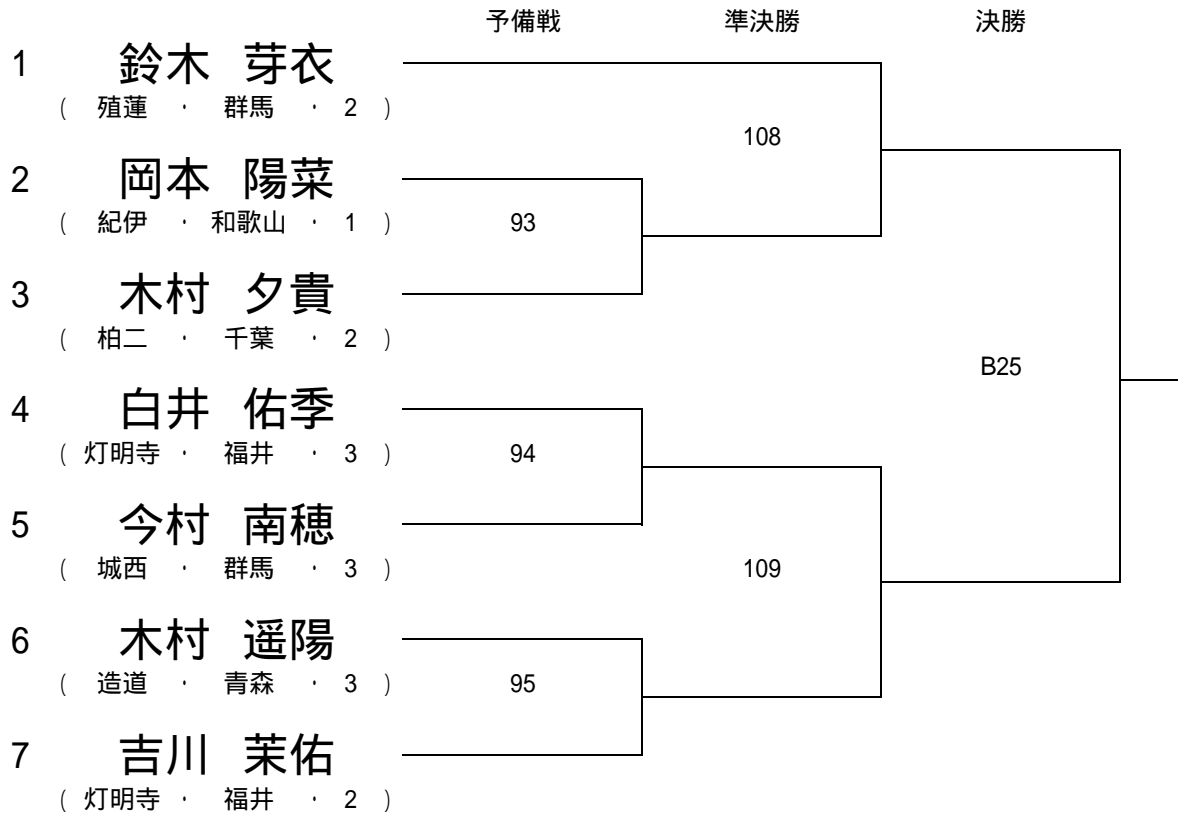 予備戦 準決勝 決勝
1 鈴木 芽衣
( 殖蓮 ・ 群馬 ・ 2 )
108
2 岡本 陽菜
( 紀伊 ・ 和歌山 ・ 1 )
93
3 木村 夕貴
( 柏二 ・ 千葉 ・ 2 )
B25
4 白井 佑季
( 灯明寺 ・ 福井 ・ 3 )
94
5 今村 南穂
( 城西 ・ 群馬 ・ 3 )
109
6 木村 遥陽
( 造道 ・ 青森 ・ 3 )
95
7 吉川 茉佑
( 灯明寺 ・ 福井 ・ 2 )